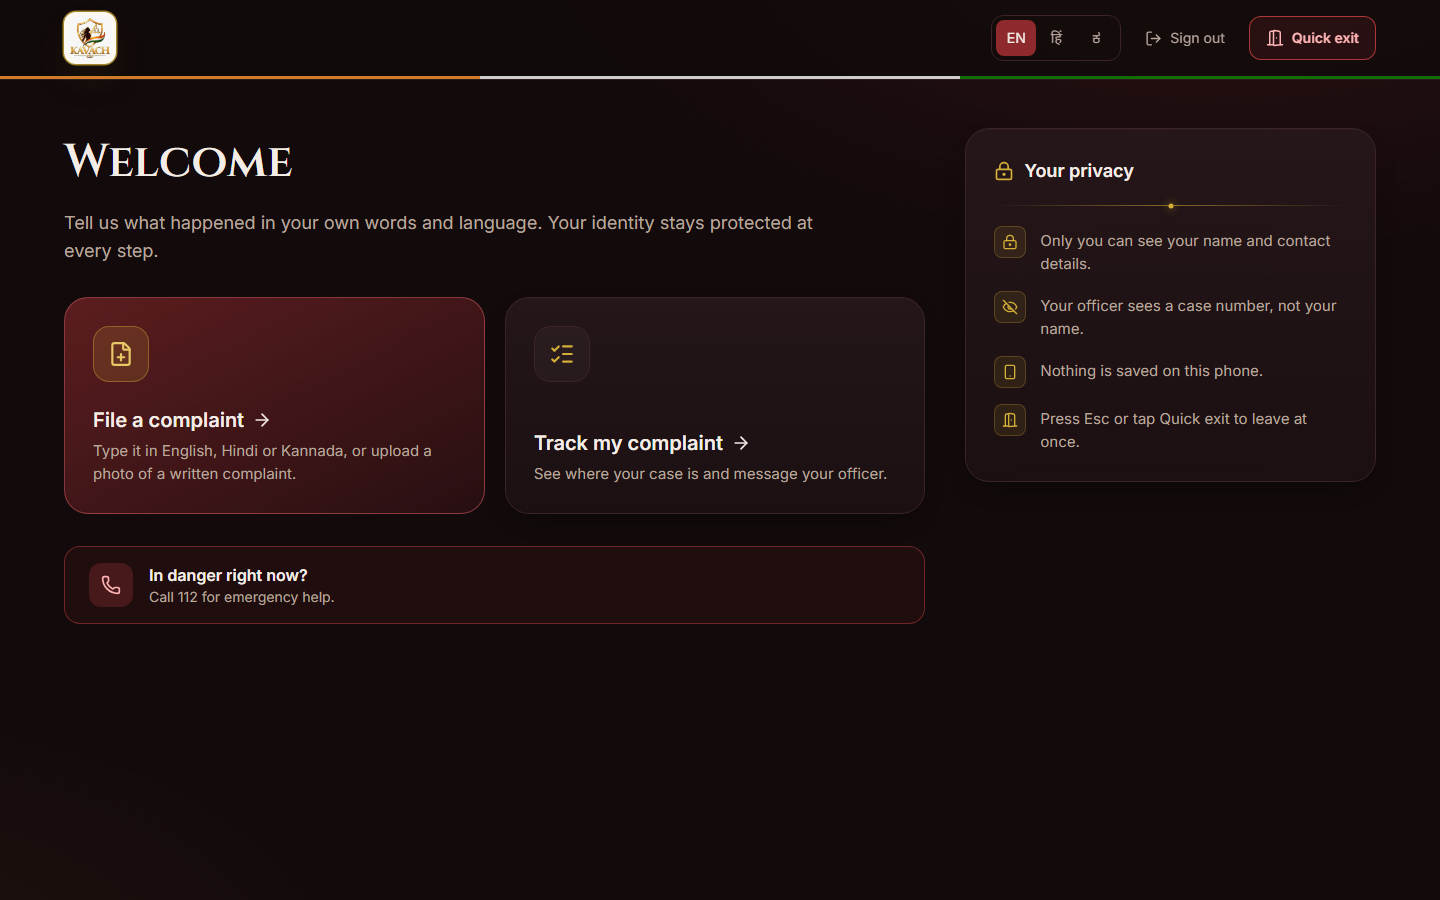 KAVACH
EN
हिं
ಕ
Sign out
Quick exit
Welcome
Tell us what happened in your own words and language. Your identity stays protected at
every step.
File a complaint →
Type it in English, Hindi or Kannada, or upload a
photo of a written complaint.
Track my complaint →
See where your case is and message your officer.
In danger right now?
Call 112 for emergency help.
Your privacy
Only you can see your name and contact
details.
Your officer sees a case number, not your
name.
Nothing is saved on this phone.
Press Esc or tap Quick exit to leave at
once.